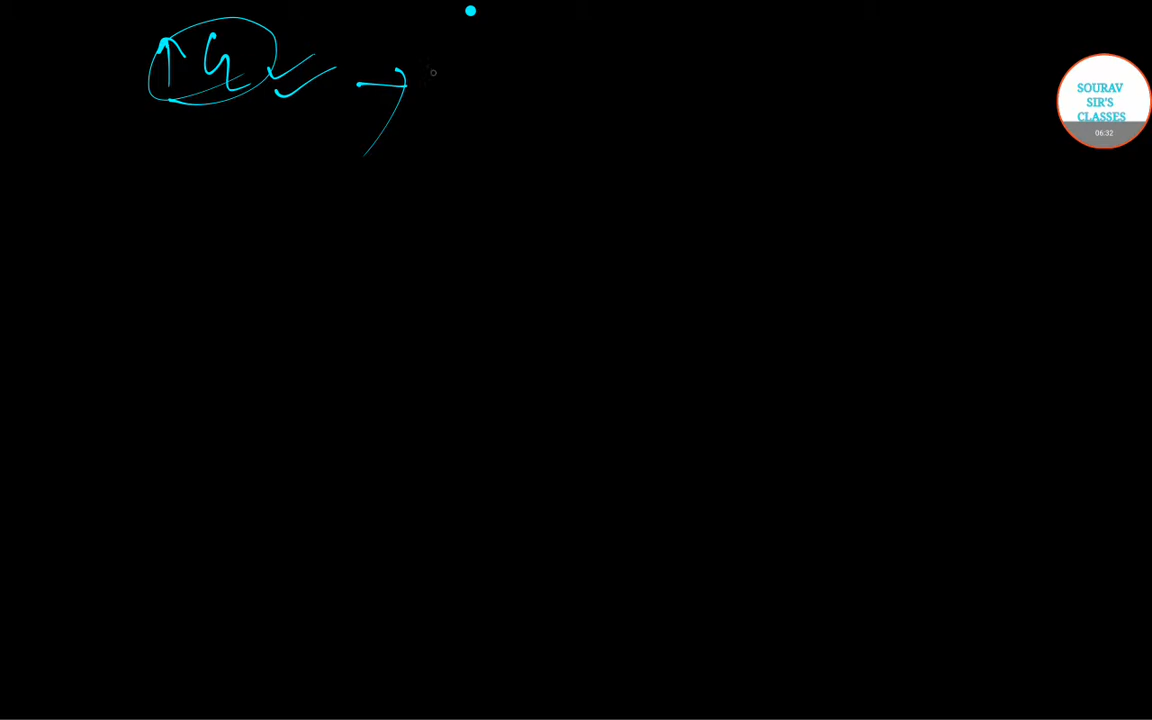 ↑ G →
SOURAV
SIR'S
CLASSES
06:32